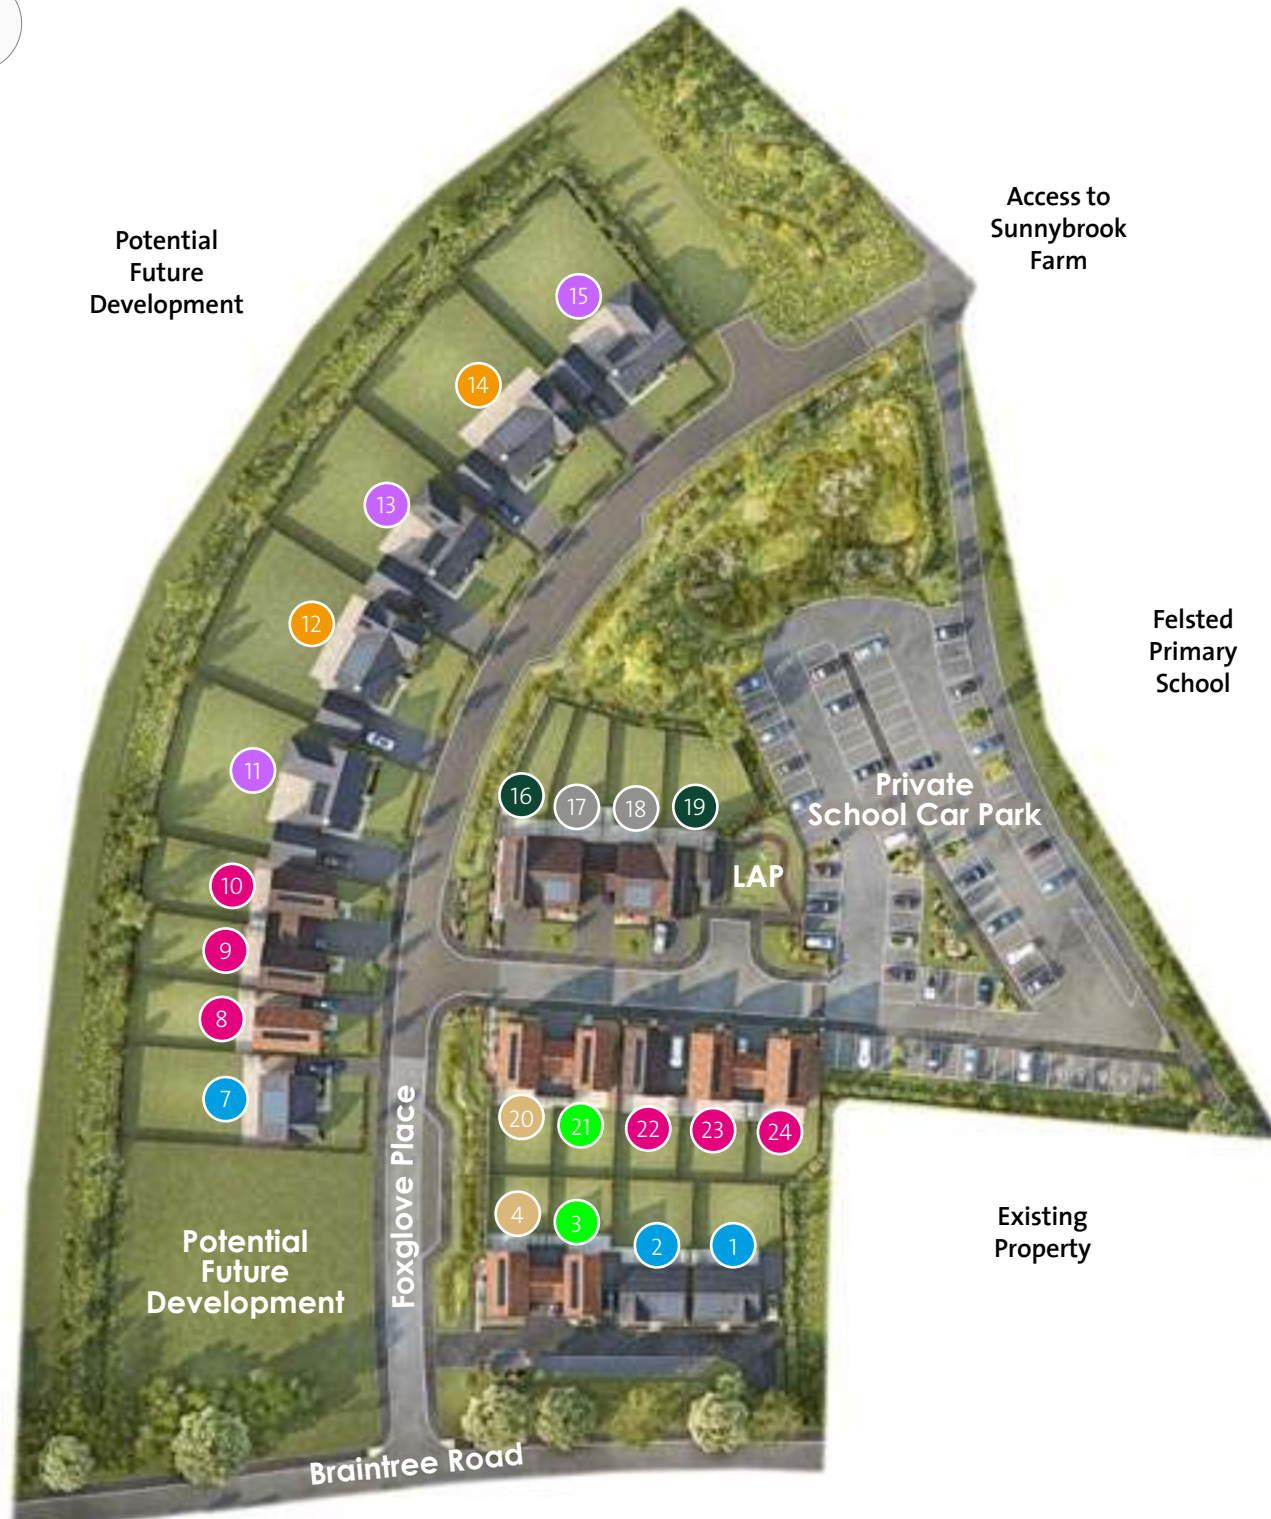 Potential
Future
Development
Access to
Sunnybrook
Farm
15
14
13
12
11
10
9
8
7
Felsted
Primary
School
Private
School Car Park
16
17
18
19
LAP
20
21
22
23
24
4
3
2
1
Foxglove Place
Potential
Future
Development
Existing
Property
Braintree Road